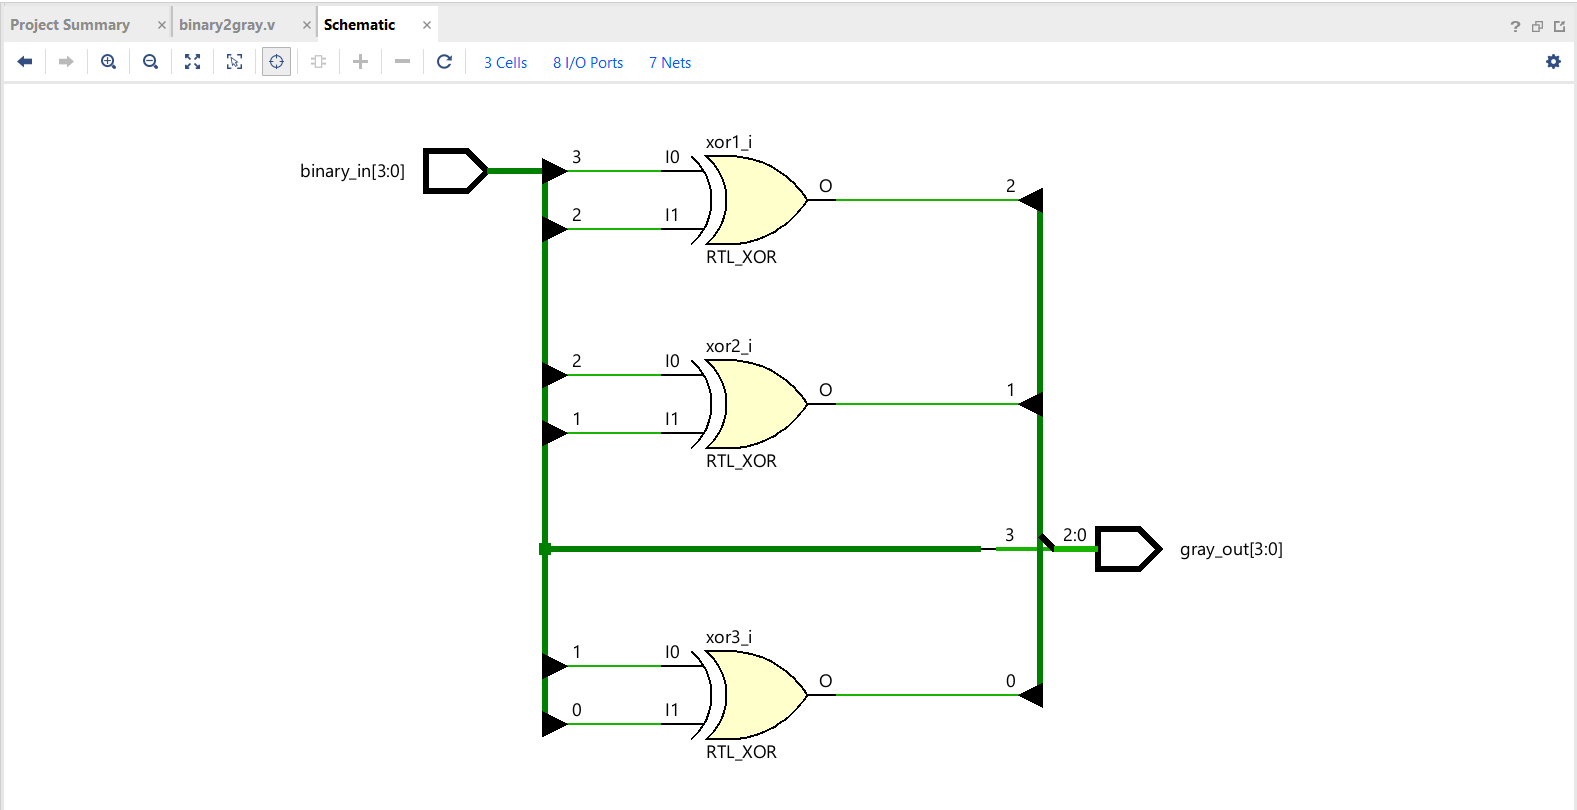 Project Summary × binary2gray.v × Schematic ×
?
3 Cells 8 I/O Ports 7 Nets
xor1_i
binary_in[3:0] 3 I0
O 2
2 I1
RTL_XOR
xor2_i
2 I0
O 1
1 I1
RTL_XOR
3 2:0
gray_out[3:0]
xor3_i
1 I0
O 0
0 I1
RTL_XOR